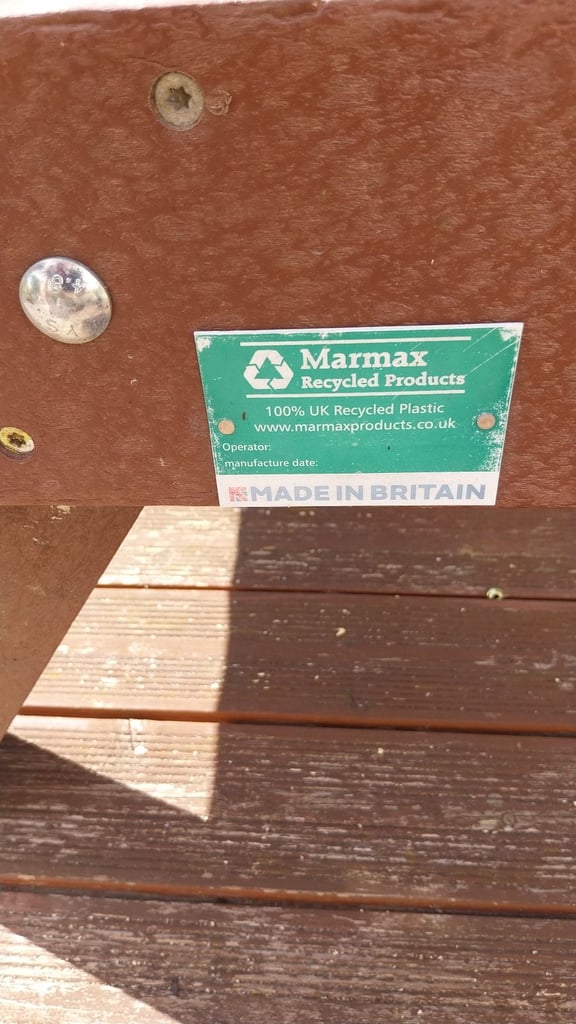 Marmax
Recycled Products
100% UK Recycled Plastic
www.marmaxproducts.co.uk
Operator:
manufacture date:
MADE IN BRITAIN